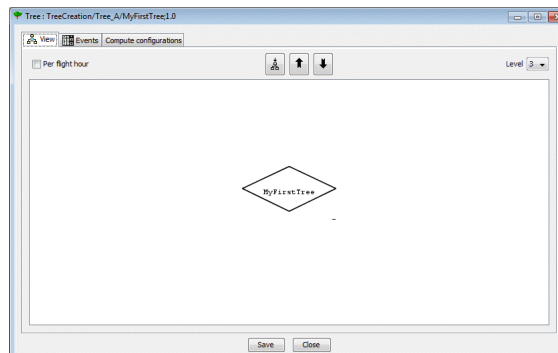 Tree : TreeCreation/Tree_A/MyFirstTree;1.0
View Events Compute configurations
Per flight hour Level 3
MyFirstTree
Save Close